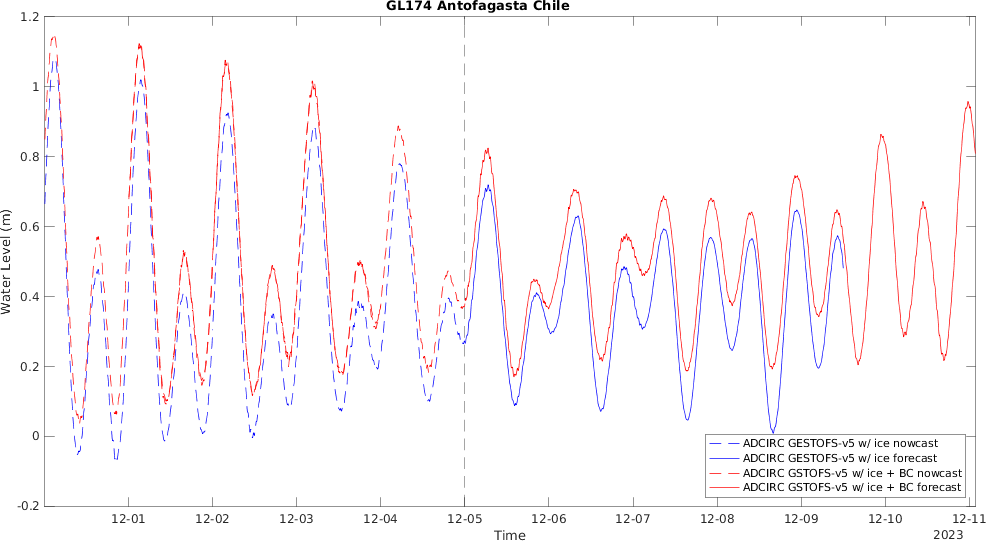 GL174 Antofagasta Chile
1.2
1
0.8
0.6
0.4
0.2
0
-0.2
Water Level (m)
ADCIRC GESTOFS-v5 w/ ice nowcast
ADCIRC GESTOFS-v5 w/ ice forecast
ADCIRC GSTOFS-v5 w/ ice + BC nowcast
ADCIRC GSTOFS-v5 w/ ice + BC forecast
12-01 12-02 12-03 12-04 12-05 12-06 12-07 12-08 12-09 12-10 12-11
Time
2023